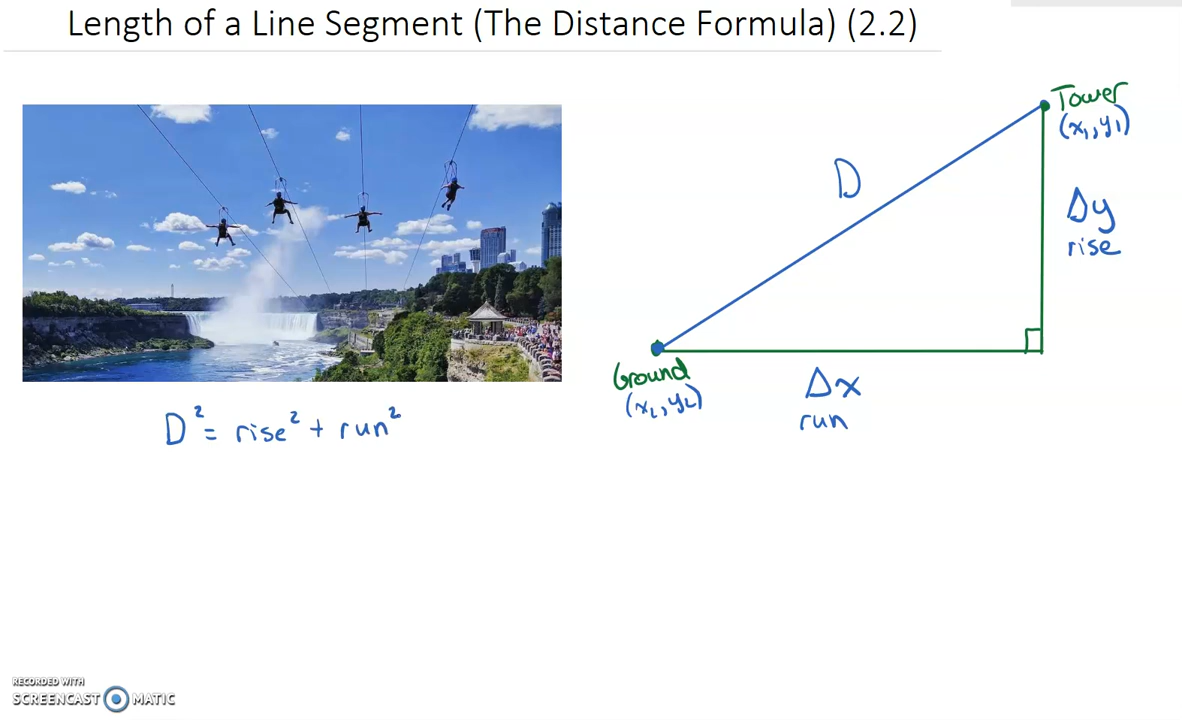 Length of a Line Segment (The Distance Formula) (2.2)
Tower
(x₁,y₁)
D
Δy
rise
Ground
(x₂,y₂)
Δx
run
D² = rise² + run²
RECORDED WITH
SCREENCAST MATIC